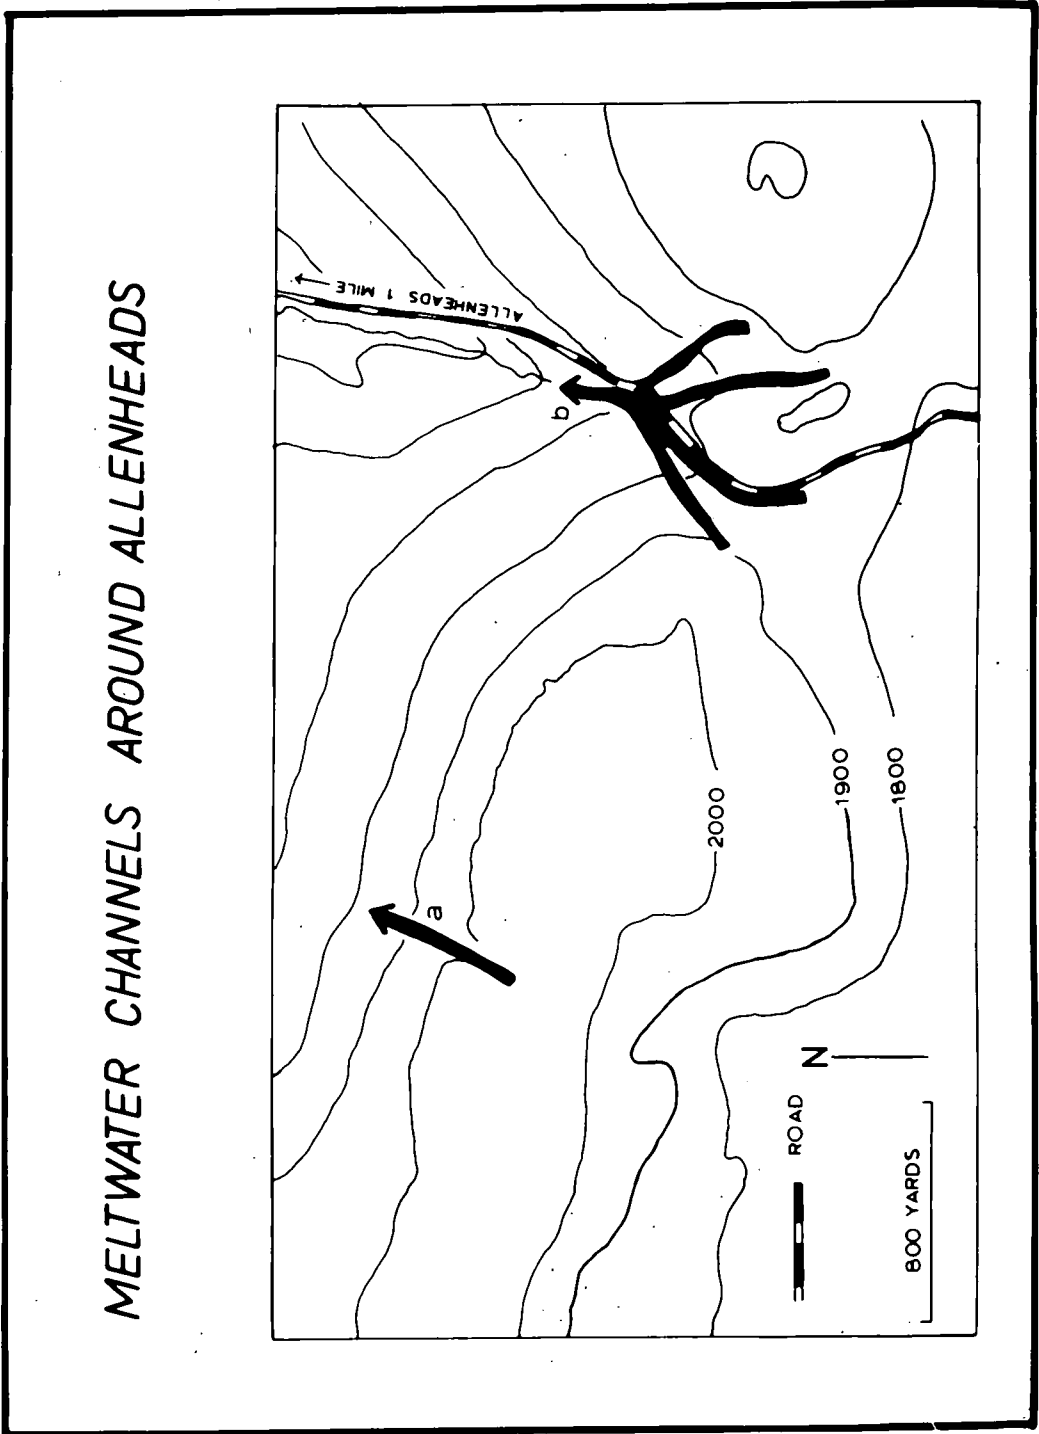 MELTWATER CHANNELS AROUND ALLENHEADS
ALLENHEADS 1 MILE
b
a
2000
1900
1800
N
ROAD
800 YARDS